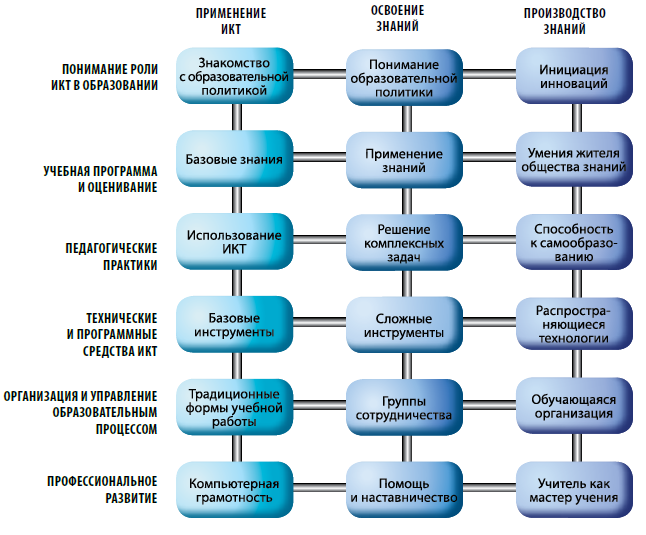 ПРИМЕНЕНИЕ
ИКТ
ОСВОЕНИЕ
ЗНАНИЙ
ПРОИЗВОДСТВО
ЗНАНИЙ
ПОНИМАНИЕ РОЛИ
ИКТ В ОБРАЗОВАНИИ
Знакомство
с образовательной
политикой
Понимание
образовательной
политики
Инициация
инноваций
УЧЕБНАЯ ПРОГРАММА
И ОЦЕНИВАНИЕ
Базовые знания
Применение
знаний
Умения жителя
общества знаний
ПЕДАГОГИЧЕСКИЕ
ПРАКТИКИ
Использование
ИКТ
Решение
комплексных
задач
Способность
к самообразо-
ванию
ТЕХНИЧЕСКИЕ
И ПРОГРАММНЫЕ
СРЕДСТВА ИКТ
Базовые
инструменты
Сложные
инструменты
Распростра-
няющиеся
технологии
ОРГАНИЗАЦИЯ И УПРАВЛЕНИЕ
ОБРАЗОВАТЕЛЬНЫМ
ПРОЦЕССОМ
Традиционные
формы учебной
работы
Группы
сотрудничества
Обучающаяся
организация
ПРОФЕССИОНАЛЬНОЕ
РАЗВИТИЕ
Компьютерная
грамотность
Помощь
и наставничество
Учитель как
мастер учения